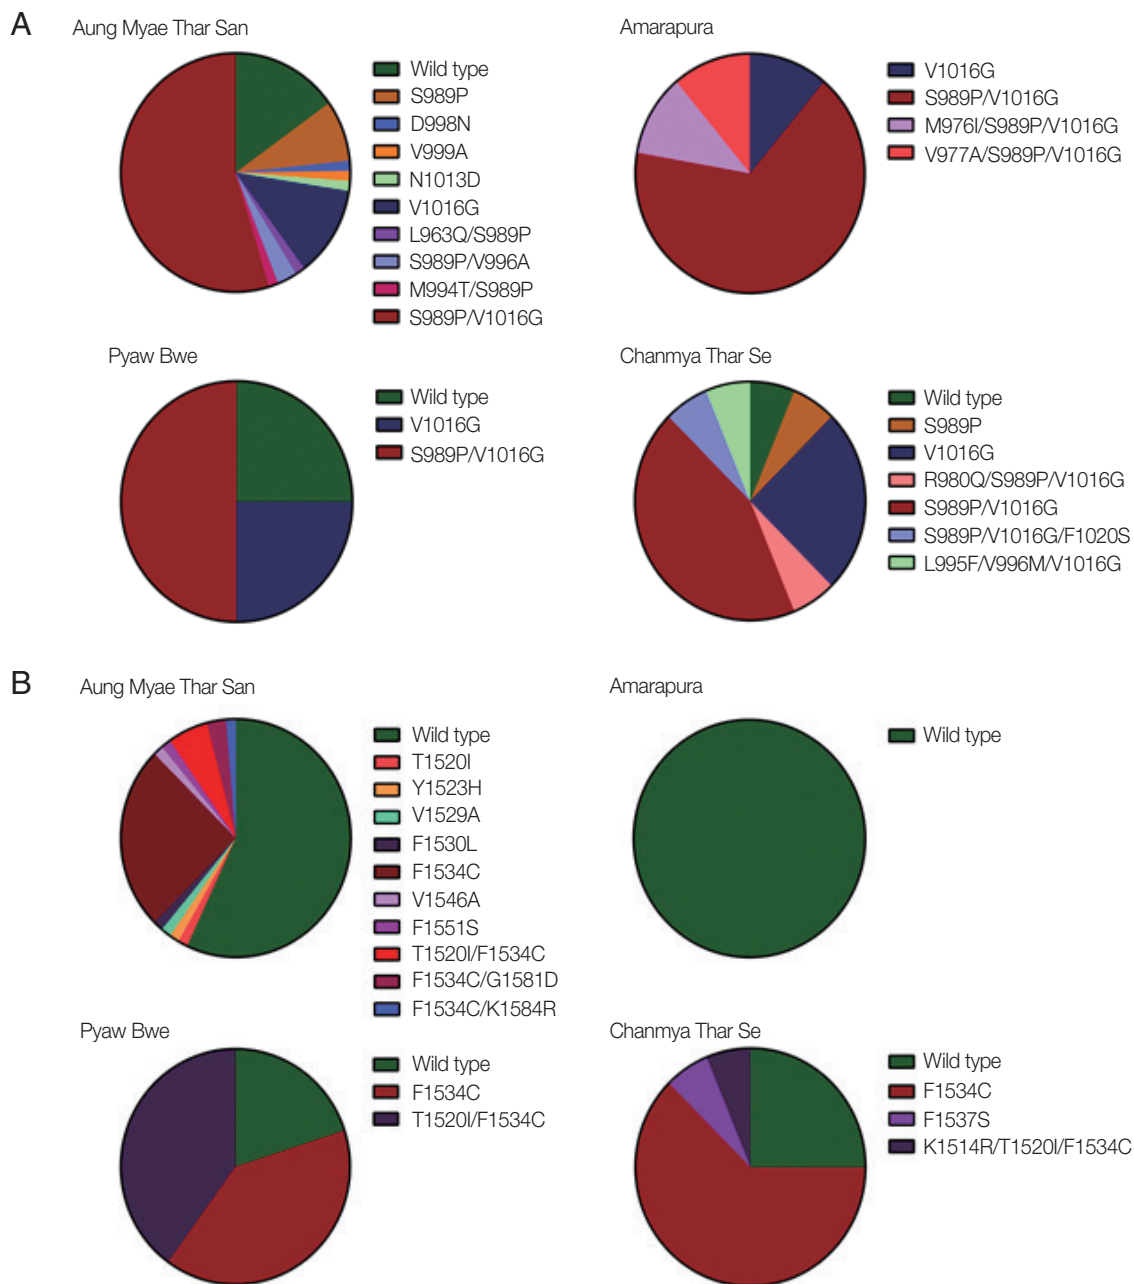 A
Aung Myae Thar San
Wild type
S989P
D998N
V999A
N1013D
V1016G
L963Q/S989P
S989P/V996A
M994T/S989P
S989P/V1016G
Amarapura
V1016G
S989P/V1016G
M976I/S989P/V1016G
V977A/S989P/V1016G
Pyaw Bwe
Wild type
V1016G
S989P/V1016G
Chanmya Thar Se
Wild type
S989P
V1016G
R980Q/S989P/V1016G
S989P/V1016G
S989P/V1016G/F1020S
L995F/V996M/V1016G
B
Aung Myae Thar San
Wild type
T1520I
Y1523H
V1529A
F1530L
F1534C
V1546A
F1551S
T1520I/F1534C
F1534C/G1581D
F1534C/K1584R
Amarapura
Wild type
Pyaw Bwe
Wild type
F1534C
T1520I/F1534C
Chanmya Thar Se
Wild type
F1534C
F1537S
K1514R/T1520I/F1534C